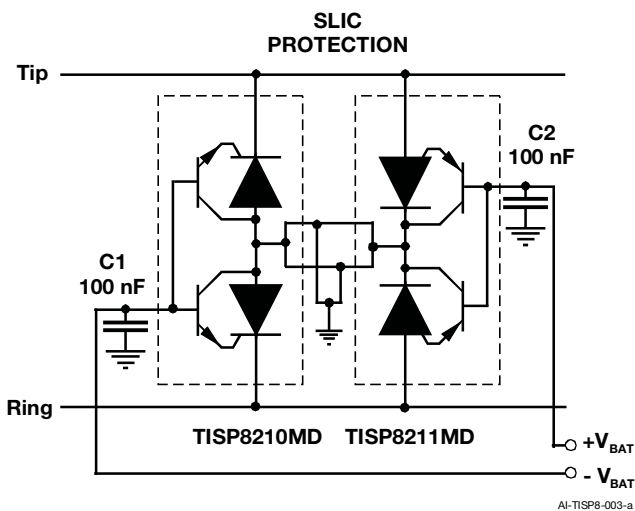 SLIC
PROTECTION
Tip
C2
100 nF
C1
100 nF
Ring
TISP8210MD
TISP8211MD
+VBAT
- VBAT
AI-TISP8-003-a